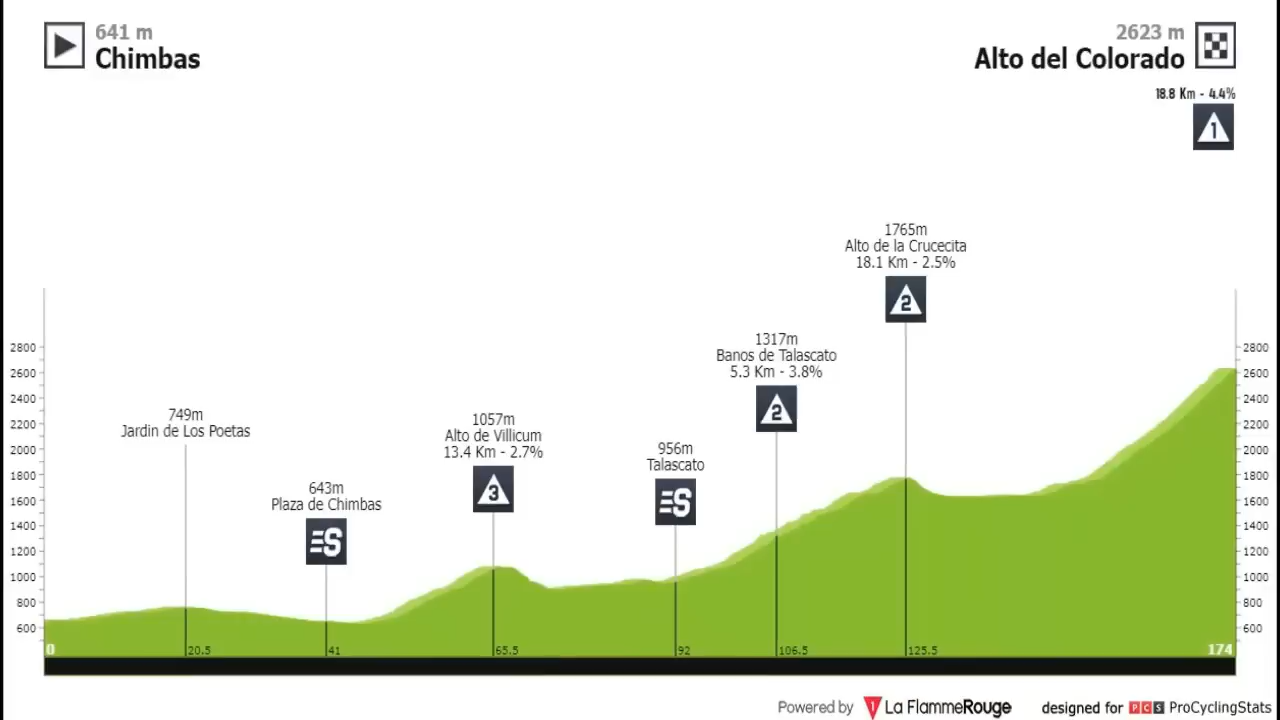 641 m
Chimbas
2623 m
Alto del Colorado
18.8 Km - 4.4%
1
1765m
Alto de la Crucecita
18.1 Km - 2.5%
2
1317m
Banos de Talascato
5.3 Km - 3.8%
2
749m
Jardin de Los Poetas
1057m
Alto de Villicum
13.4 Km - 2.7%
3
956m
Talascato
S
643m
Plaza de Chimbas
S
2800
2600
2400
2200
2000
1800
1600
1400
1200
1000
800
600
2800
2600
2400
2200
2000
1800
1600
1400
1200
1000
800
600
0 20.5 41 65.5 92 106.5 125.5 174
Powered by La FlammeRouge designed for PCS ProCyclingStats